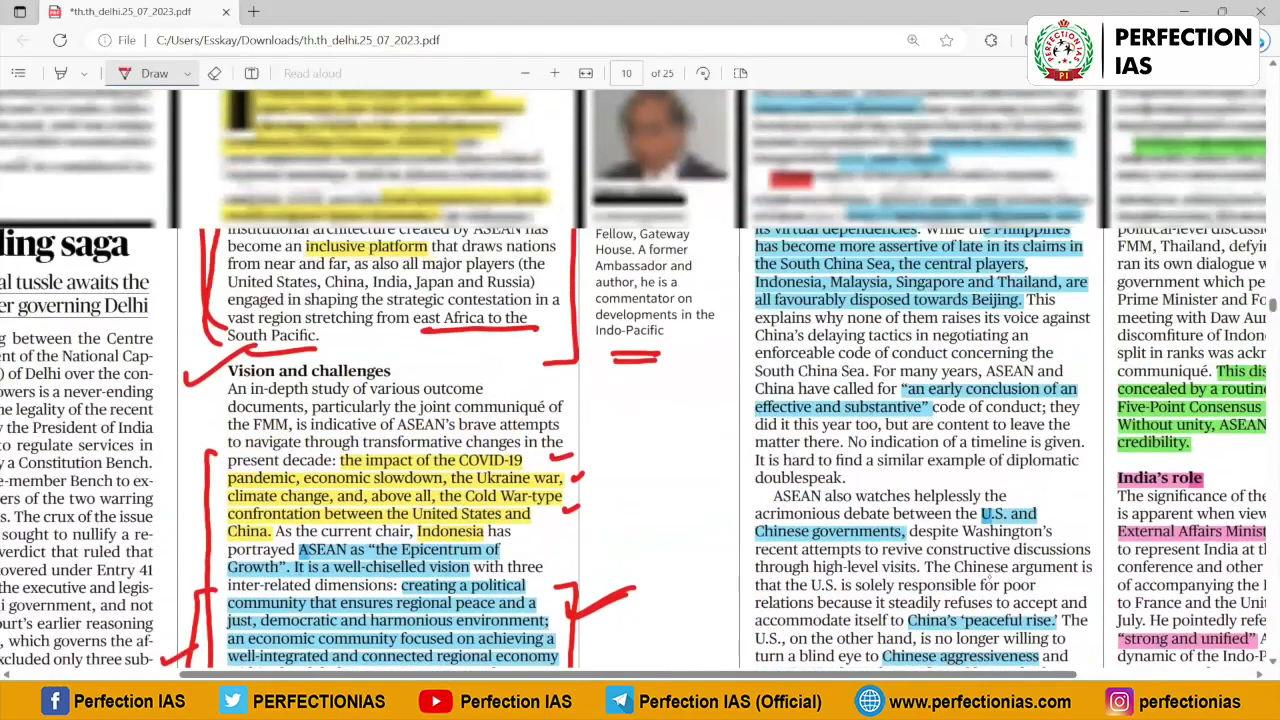 *th.th_delhi.25_07_2023.pdf
File
C:/Users/Esskay/Downloads/th.th_delhi.25_07_2023.pdf
PERFECTION
IAS
Draw
Read aloud
10
of 25
ling saga
al tussle awaits the
er governing Delhi
ng between the Centre
ent of the National Cap-
) of Delhi over the con-
owers is a never-ending
he legality of the recent
y the President of India
to regulate services in
y a Constitution Bench.
e-member Bench to ex-
ers of the two warring
s. The crux of the issue
sought to nullify a re-
verdict that ruled that
covered under Entry 41
he executive and legis-
i government, and not
ourt's earlier reasoning
, which governs the af-
xcluded only three sub-
institutional architecture created by ASEAN has
become an inclusive platform that draws nations
from near and far, as also all major players (the
United States, China, India, Japan and Russia)
engaged in shaping the strategic contestation in a
vast region stretching from east Africa to the
South Pacific.
Vision and challenges
An in-depth study of various outcome
documents, particularly the joint communiqué of
the FMM, is indicative of ASEAN's brave attempts
to navigate through transformative changes in the
present decade: the impact of the COVID-19
pandemic, economic slowdown, the Ukraine war,
climate change, and, above all, the Cold War-type
confrontation between the United States and
China. As the current chair, Indonesia has
portrayed ASEAN as “the Epicentrum of
Growth”. It is a well-chiselled vision with three
inter-related dimensions: creating a political
community that ensures regional peace and a
just, democratic and harmonious environment;
an economic community focused on achieving a
well-integrated and connected regional economy
Fellow, Gateway
House. A former
Ambassador and
author, he is a
commentator on
developments in the
Indo-Pacific
its virtual dependencies. While the Philippines
has become more assertive of late in its claims in
the South China Sea, the central players,
Indonesia, Malaysia, Singapore and Thailand, are
all favourably disposed towards Beijing. This
explains why none of them raises its voice against
China's delaying tactics in negotiating an
enforceable code of conduct concerning the
South China Sea. For many years, ASEAN and
China have called for “an early conclusion of an
effective and substantive” code of conduct; they
did it this year too, but are content to leave the
matter there. No indication of a timeline is given.
It is hard to find a similar example of diplomatic
doublespeak.
ASEAN also watches helplessly the
acrimonious debate between the U.S. and
Chinese governments, despite Washington's
recent attempts to revive constructive discussions
through high-level visits. The Chinese argument is
that the U.S. is solely responsible for poor
relations because it steadily refuses to accept and
accommodate itself to China's ‘peaceful rise.’ The
U.S., on the other hand, is no longer willing to
turn a blind eye to Chinese aggressiveness and
political-level discussi
FMM, Thailand, defyin
ran its own dialogue w
government which pe
Prime Minister and Fo
meeting with Daw Au
discomfiture of Indon
split in ranks was ackn
communiqué. This dis
concealed by a routine
Five-Point Consensus
Without unity, ASEAN
credibility.
India's role
The significance of the
is apparent when view
External Affairs Minist
to represent India at th
conference and other
of accompanying the P
to France and the Unit
July. He pointedly refe
“strong and unified” A
dynamic of the Indo-P
Perfection IAS
PERFECTIONIAS
Perfection IAS
Perfection IAS (Official)
www.perfectionias.com
perfectionias